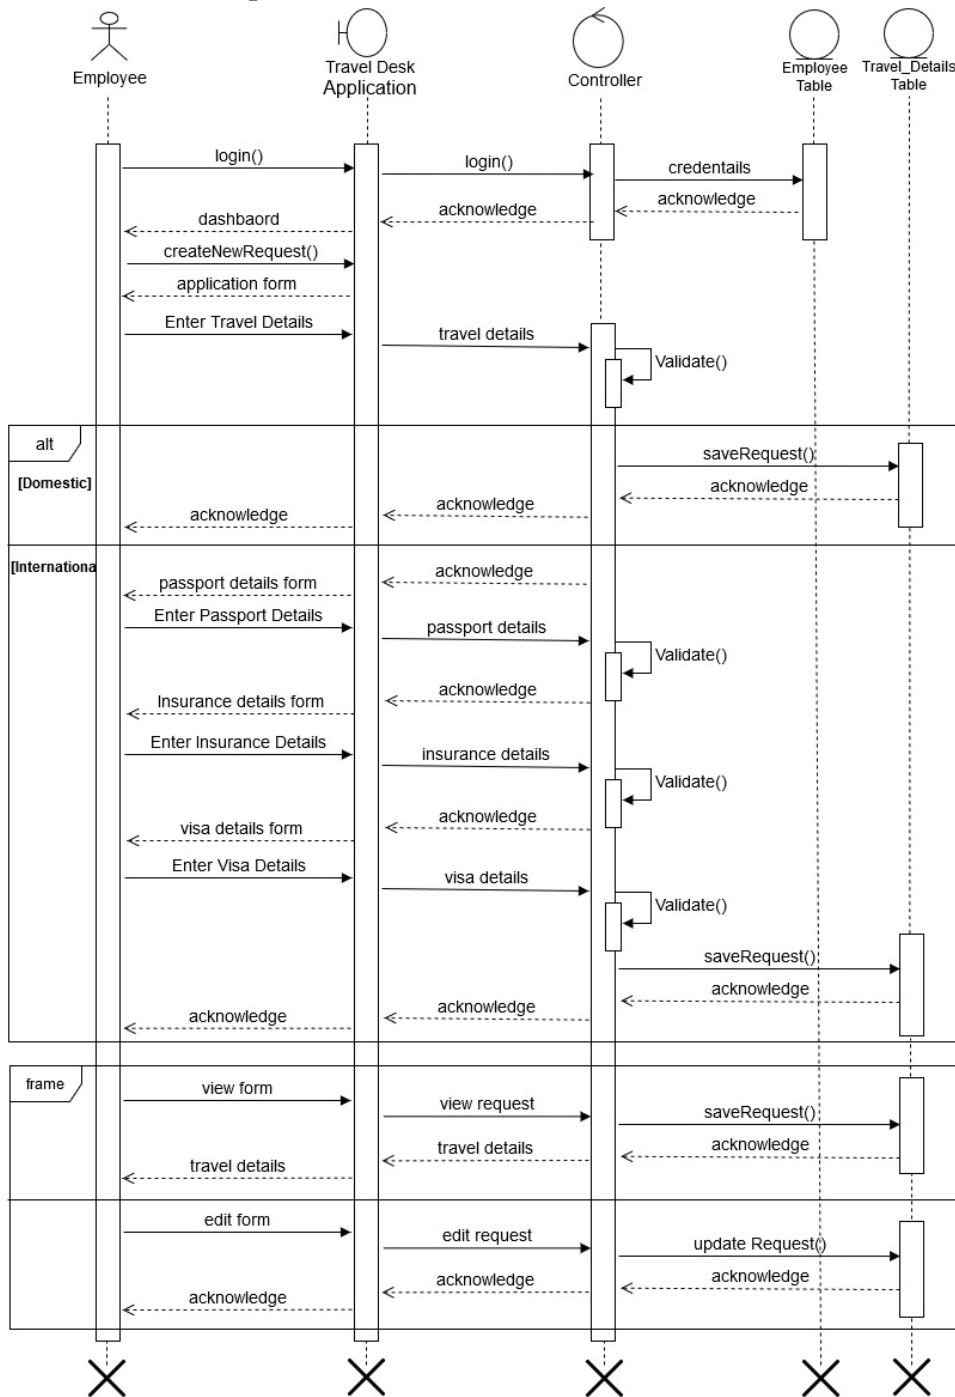 Employee
Travel Desk
Application
Controller
Employee
Table
Travel_Details
Table
login()
login()
credentails
acknowledge
acknowledge
dashbaord
createNewRequest()
application form
Enter Travel Details
travel details
Validate()
alt
[Domestic]
saveRequest()
acknowledge
acknowledge
acknowledge
[Internationa
acknowledge
passport details form
Enter Passport Details
passport details
Validate()
acknowledge
Insurance details form
Enter Insurance Details
insurance details
Validate()
acknowledge
visa details form
Enter Visa Details
visa details
Validate()
saveRequest()
acknowledge
acknowledge
acknowledge
frame
view form
view request
saveRequest()
acknowledge
travel details
travel details
edit form
edit request
update Request()
acknowledge
acknowledge
acknowledge